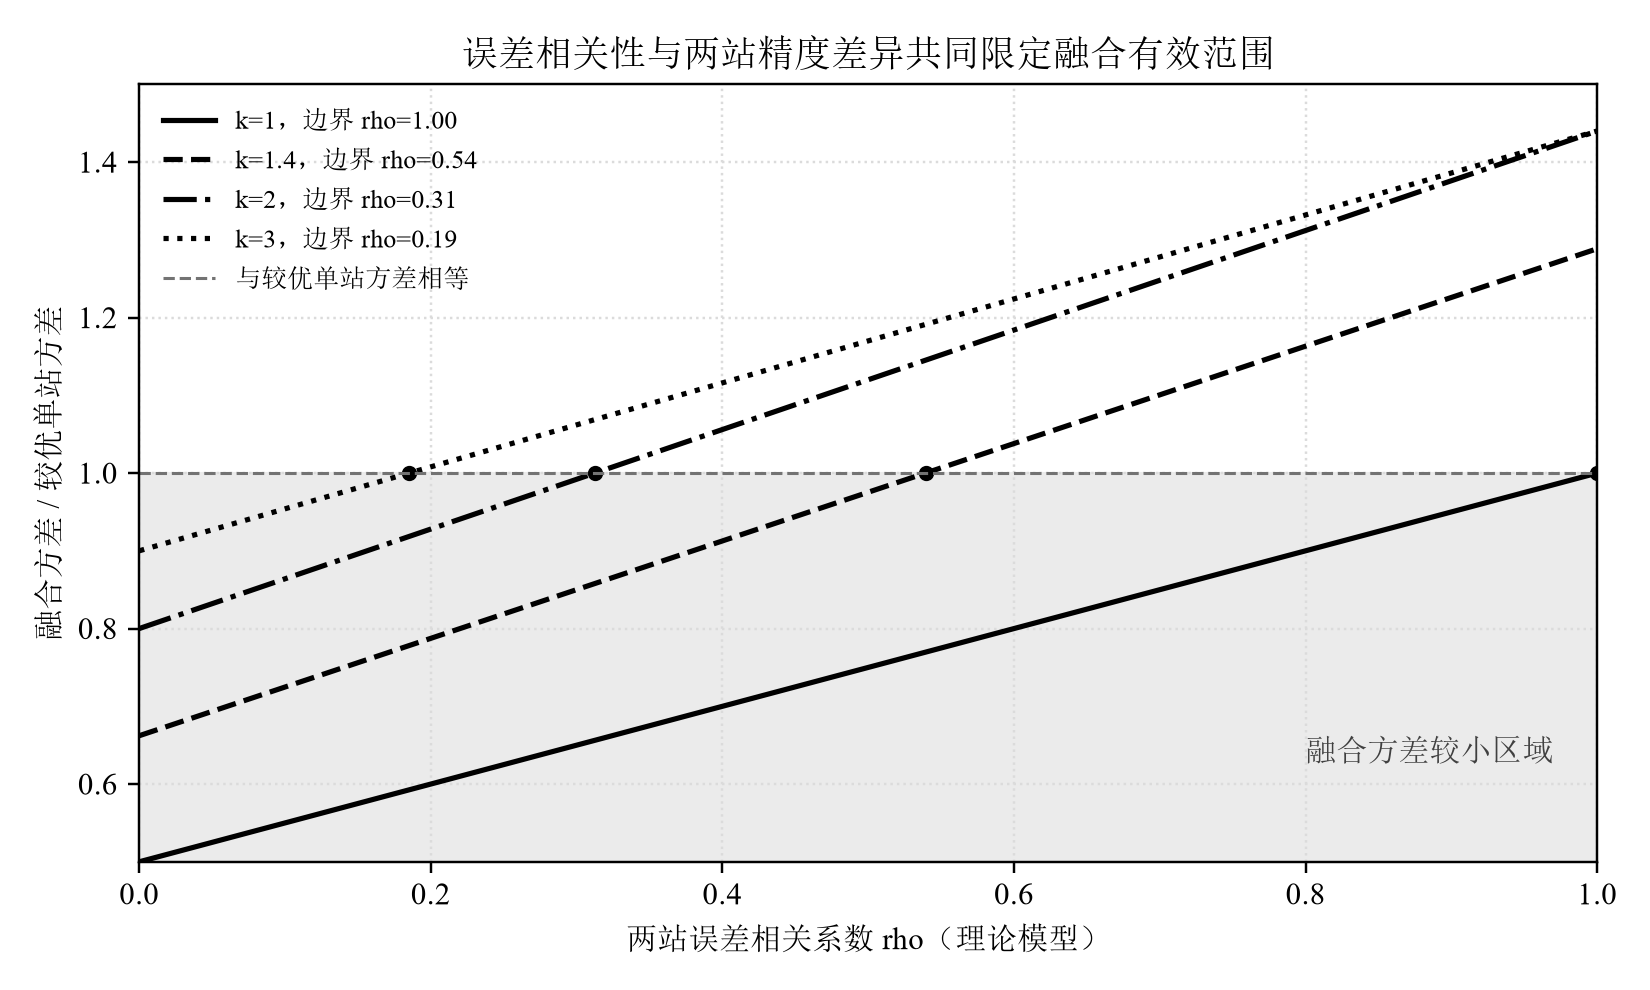 误差相关性与两站精度差异共同限定融合有效范围
k=1，边界 rho=1.00
k=1.4，边界 rho=0.54
k=2，边界 rho=0.31
k=3，边界 rho=0.19
与较优单站方差相等
融合方差 / 较优单站方差
1.4
1.2
1.0
0.8
0.6
融合方差较小区域
0.0 0.2 0.4 0.6 0.8 1.0
两站误差相关系数 rho（理论模型）